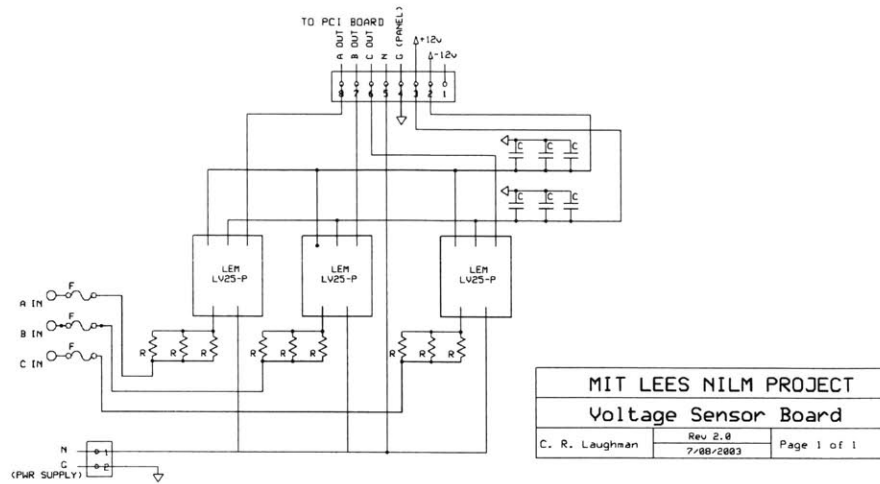 TO PCI BOARD
A OUT
B OUT
C OUT
N
G (PANEL)
+12v
-12v
8 7 6 5 4 3 2 1
C C C
C C C
LEM
LV25-P
LEM
LV25-P
LEM
LV25-P
A IN F
B IN F
C IN F
R R R R R R R R R
N 1
G 2
(PWR SUPPLY)
MIT LEES NILM PROJECT
Voltage Sensor Board
C. R. Laughman
Rev 2.0
7/08/2003
Page 1 of 1